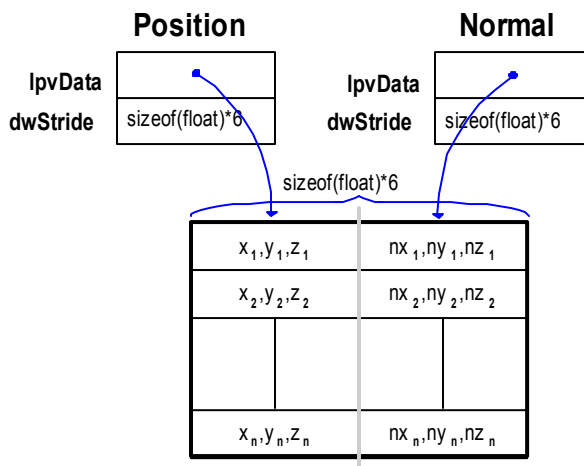 Position Normal
lpvData lpvData
dwStride sizeof(float)*6 dwStride sizeof(float)*6
sizeof(float)*6
x₁,y₁,z₁ nx₁,ny₁,nz₁
x₂,y₂,z₂ nx₂,ny₂,nz₂
xₙ,yₙ,zₙ nxₙ,nyₙ,nzₙ